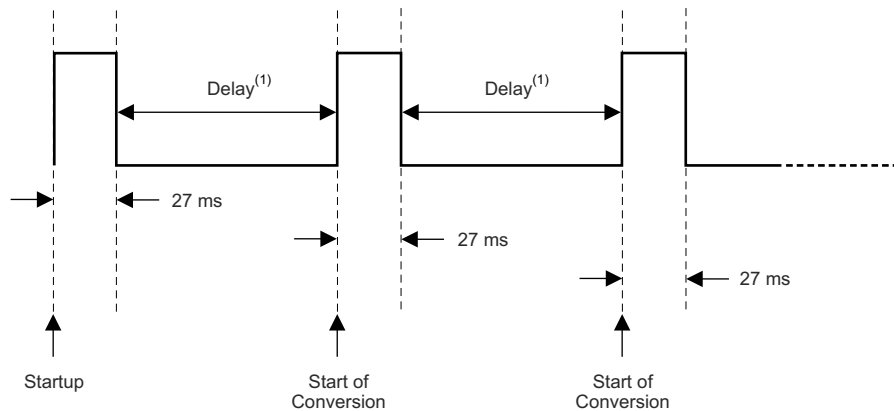 Delay(1)
Delay(1)
27 ms
27 ms
27 ms
Startup
Start of
Conversion
Start of
Conversion